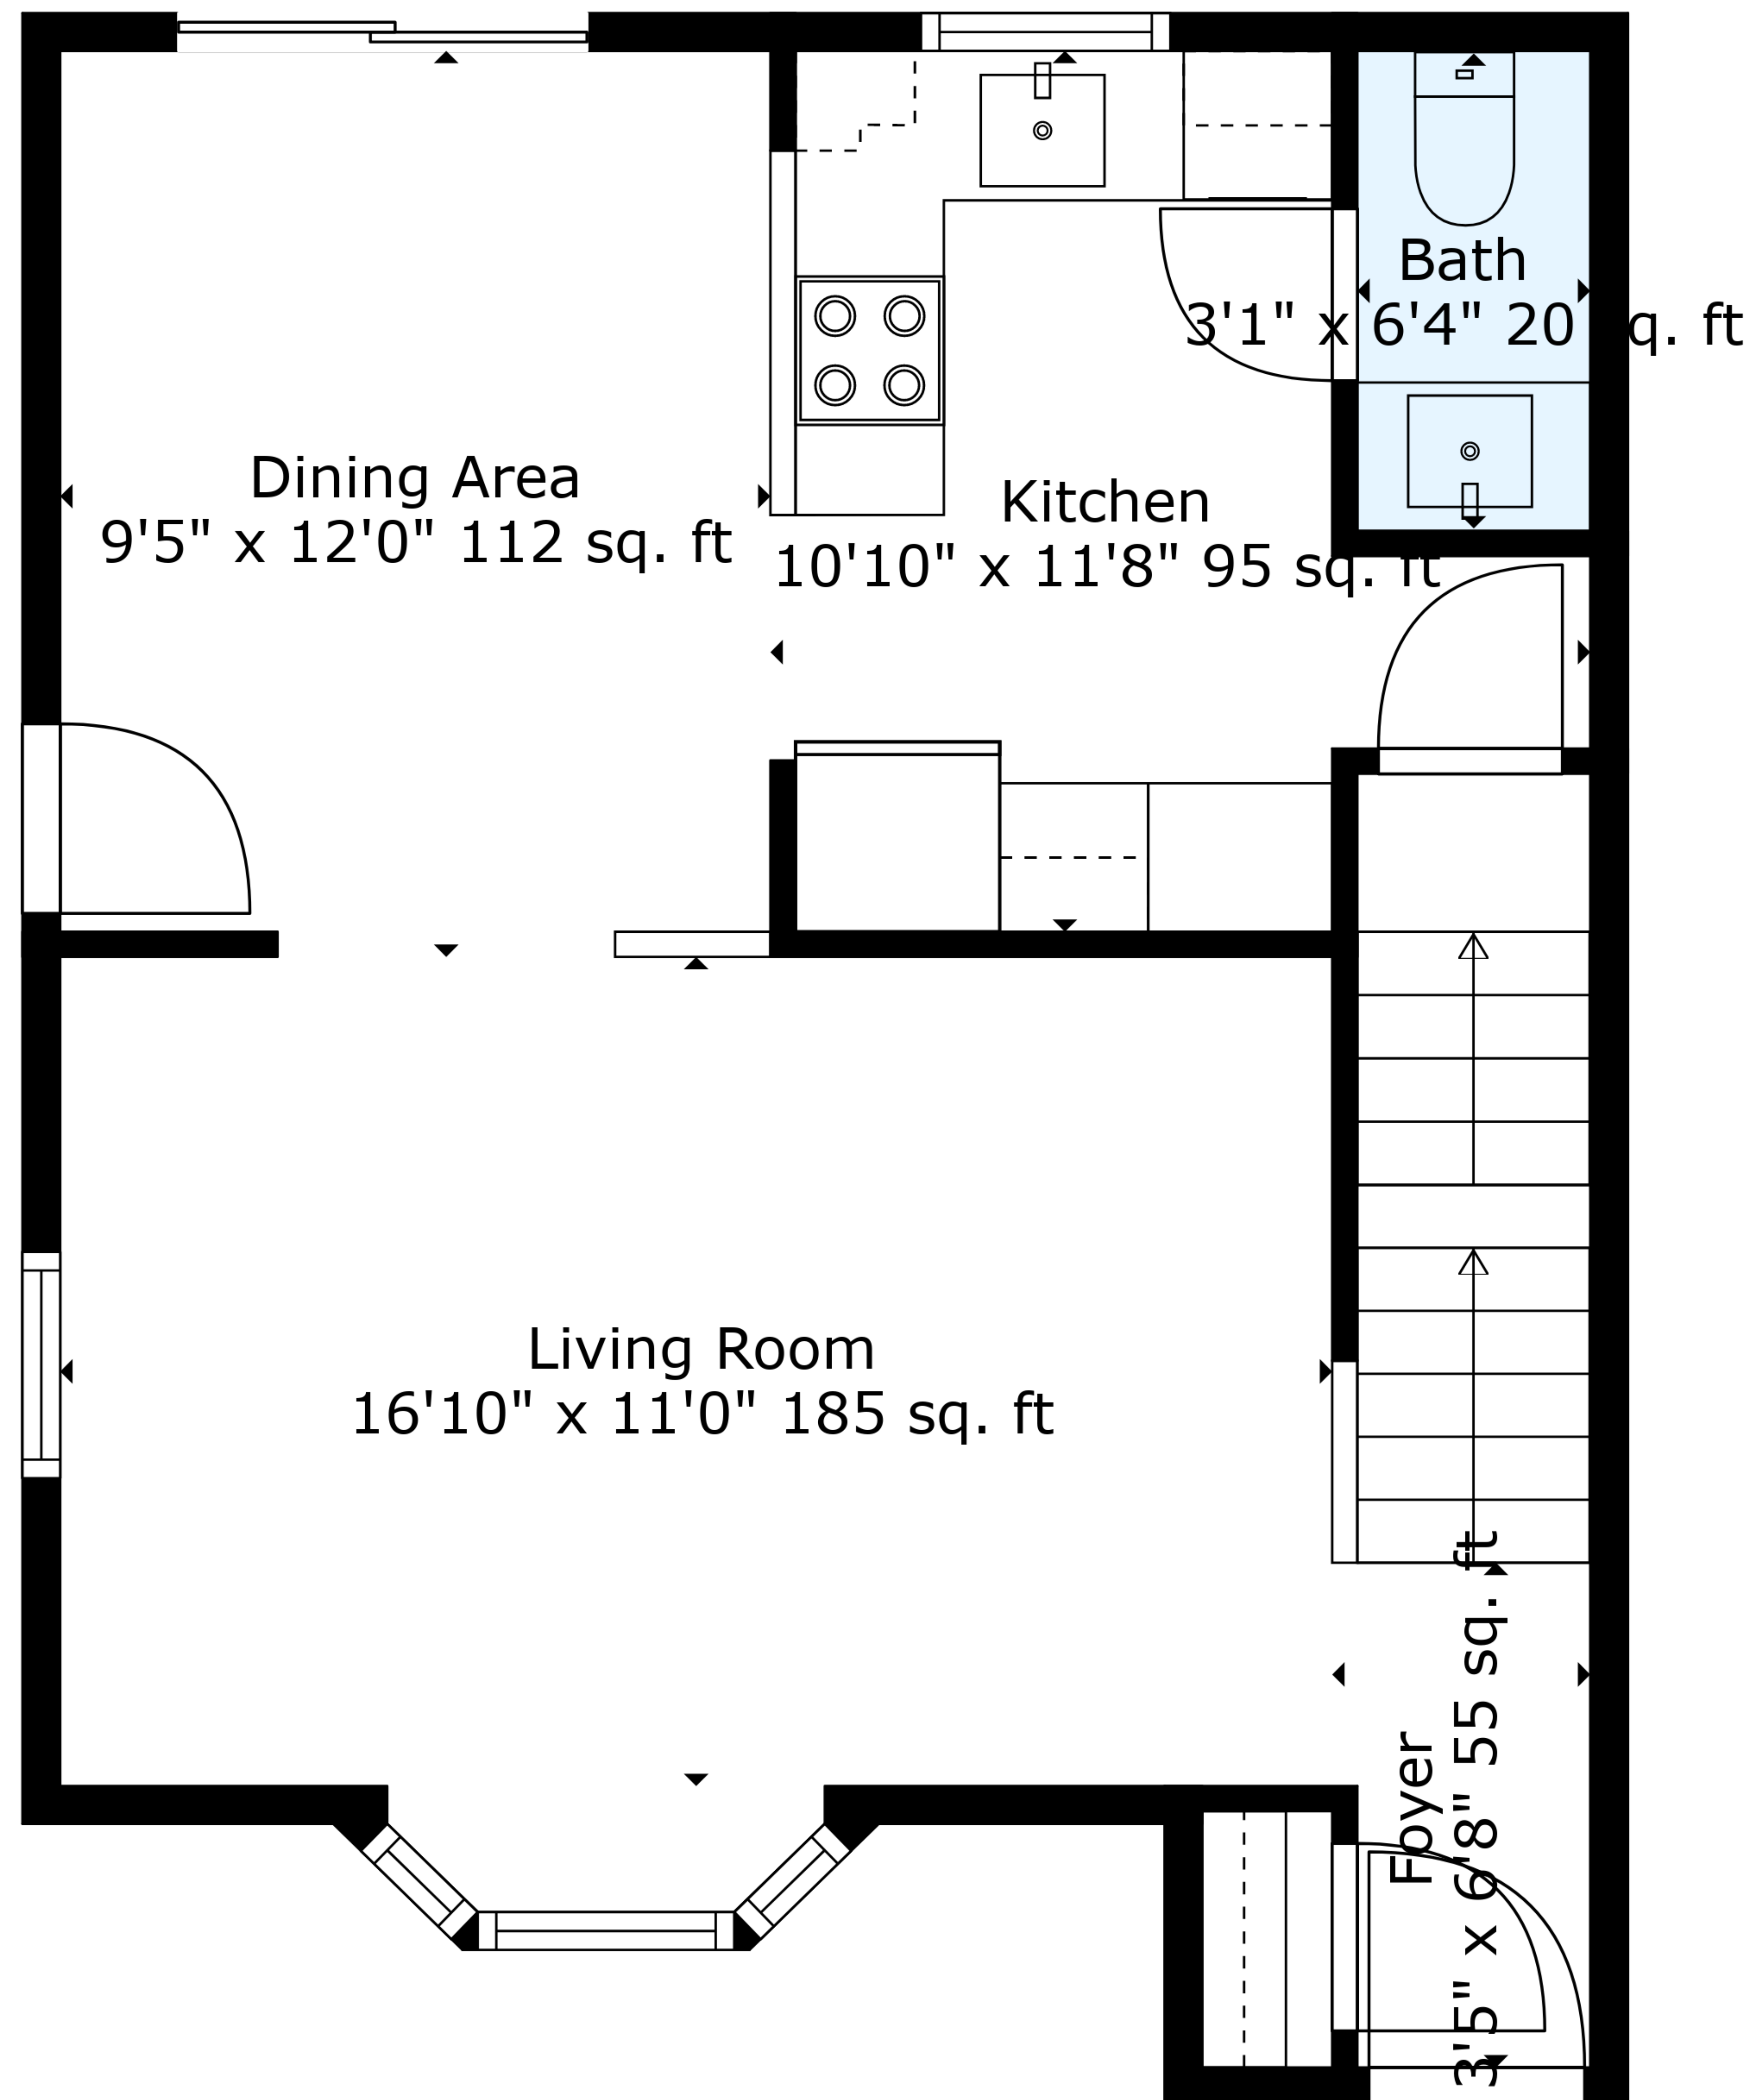 Bath
3'1" x 6'4" 20 sq. ft
Dining Area
9'5" x 12'0" 112 sq. ft
Kitchen
10'10" x 11'8" 95 sq. ft
Living Room
16'10" x 11'0" 185 sq. ft
Foyer
3'5" x 6'8" 55 sq. ft